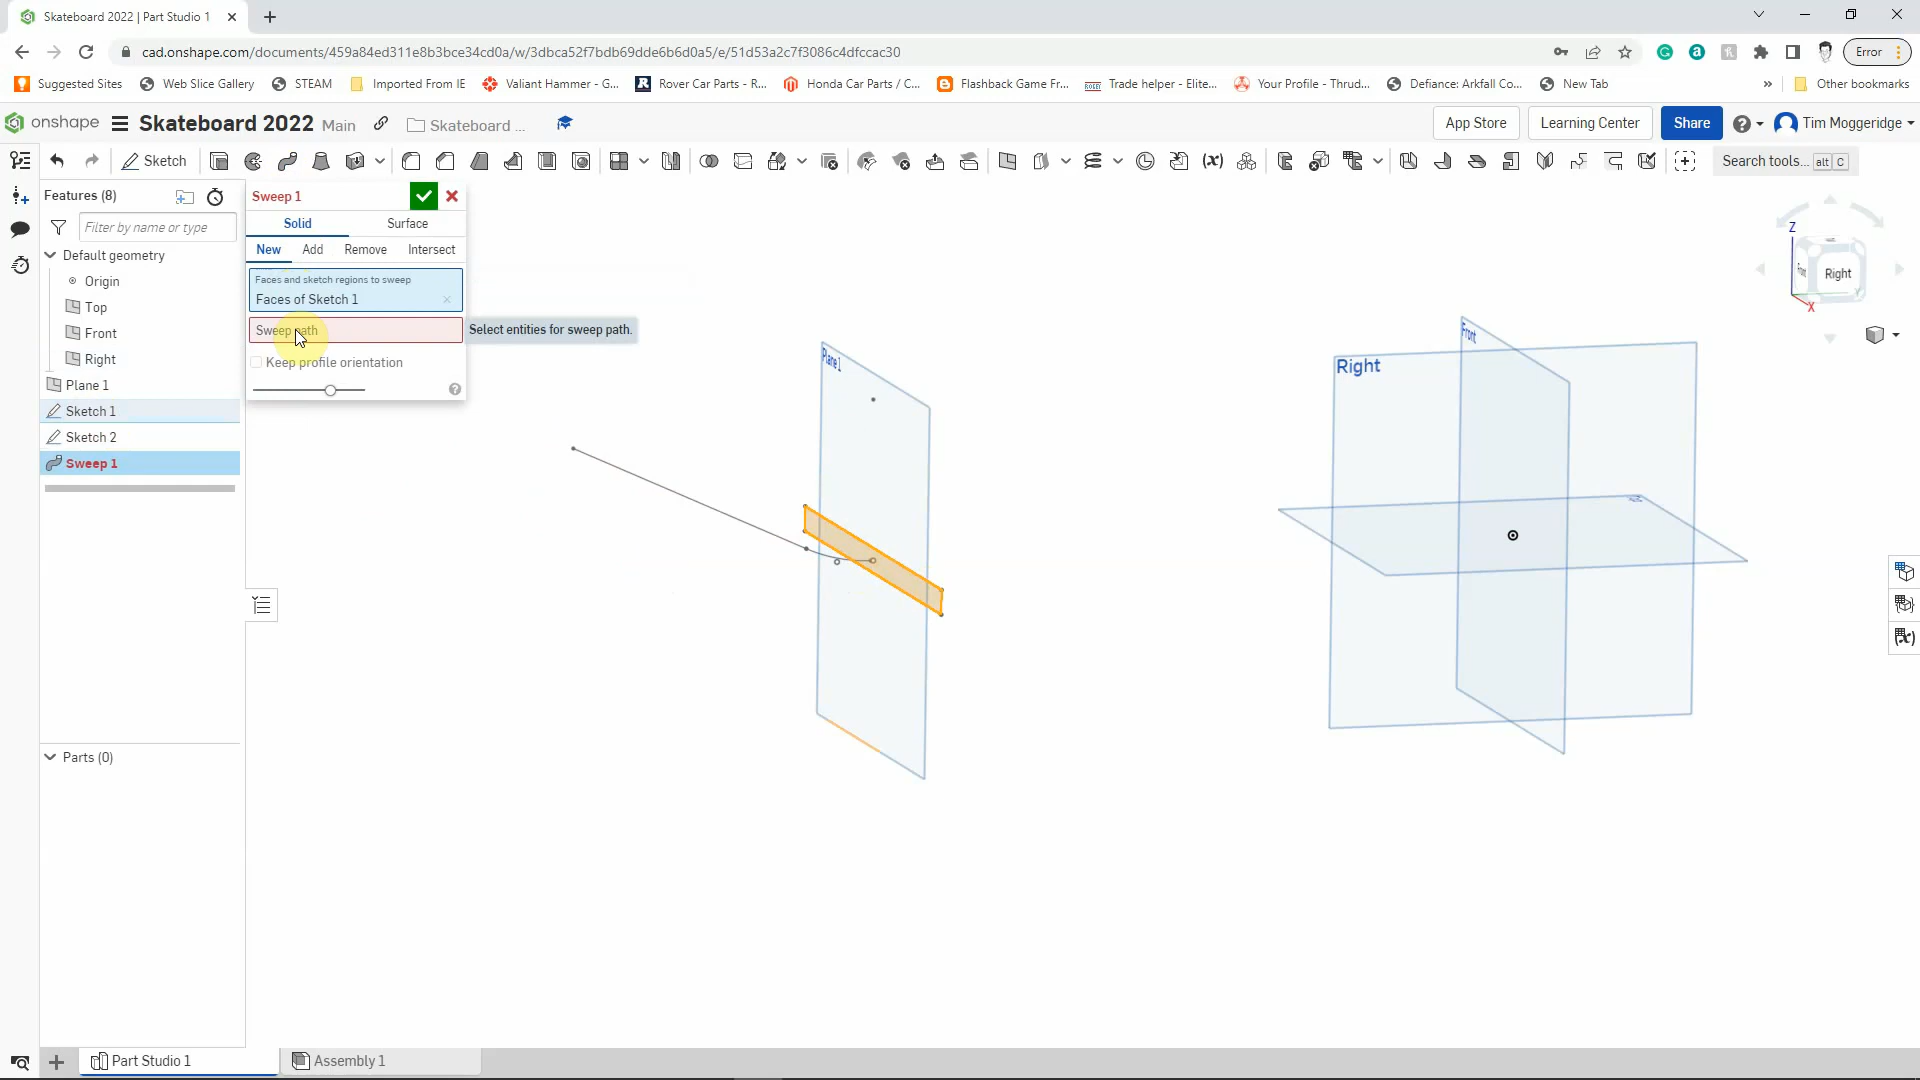 Skateboard 2022 | Part Studio 1
cad.onshape.com/documents/459a84ed311e8b3bce34cd0a/w/3dbca52f7bdb69dde6b6d0a5/e/51d53a2c7f3086c4dfccac30
Error
Suggested Sites
Web Slice Gallery
STEAM
Imported From IE
Valiant Hammer - G...
Rover Car Parts - R...
Honda Car Parts / C...
Flashback Game Fr...
Trade helper - Elite...
Your Profile - Thrud...
Defiance: Arkfall Co...
New Tab
Other bookmarks
onshape
Skateboard 2022
Main
Skateboard ...
App Store
Learning Center
Share
Tim Moggeridge
Sketch
Search tools... alt C
Features (8)
Filter by name or type
Default geometry
Origin
Top
Front
Right
Plane 1
Sketch 1
Sketch 2
Sweep 1
Parts (0)
Sweep 1
Solid
Surface
New
Add
Remove
Intersect
Faces and sketch regions to sweep
Faces of Sketch 1
Sweep path
Select entities for sweep path.
Keep profile orientation
Plane 1
Front
Right
Z
Right
Y
X
Part Studio 1
Assembly 1